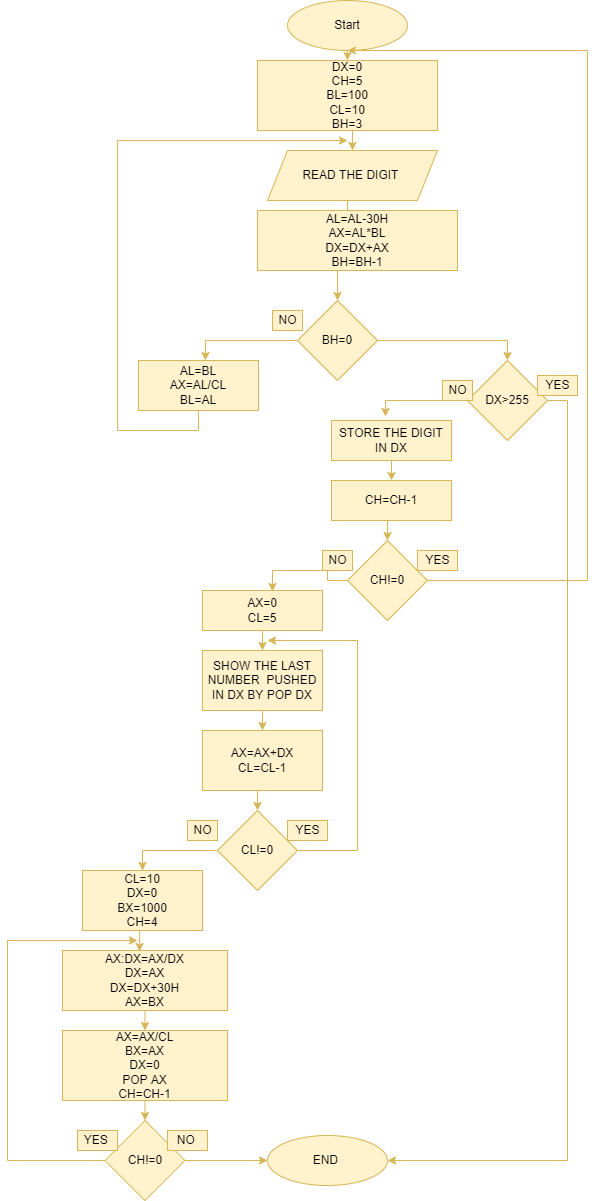 Start
DX=0
CH=5
BL=100
CL=10
BH=3
READ THE DIGIT
AL=AL-30H
AX=AL*BL
DX=DX+AX
BH=BH-1
NO
BH=0
AL=BL
AX=AL/CL
BL=AL
NO
YES
DX>255
STORE THE DIGIT
IN DX
CH=CH-1
NO
YES
CH!=0
AX=0
CL=5
SHOW THE LAST
NUMBER PUSHED
IN DX BY POP DX
AX=AX+DX
CL=CL-1
NO
YES
CL!=0
CL=10
DX=0
BX=1000
CH=4
AX:DX=AX/DX
DX=AX
DX=DX+30H
AX=BX
AX=AX/CL
BX=AX
DX=0
POP AX
CH=CH-1
YES
NO
CH!=0
END